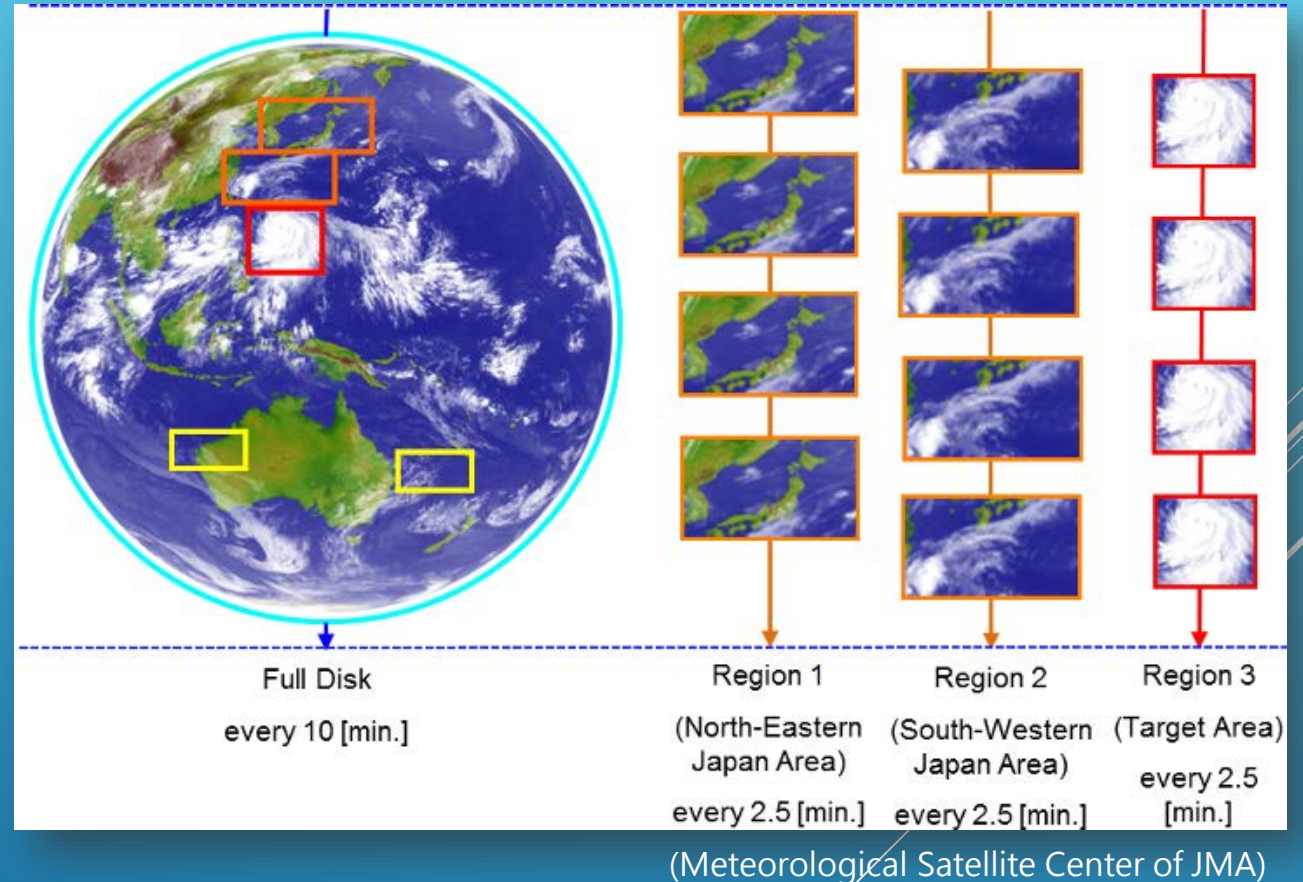 Full Disk
every 10 [min.]
Region 1
(North-Eastern
Japan Area)
every 2.5 [min.]
Region 2
(South-Western
Japan Area)
every 2.5 [min.]
Region 3
(Target Area)
every 2.5
[min.]
(Meteorological Satellite Center of JMA)